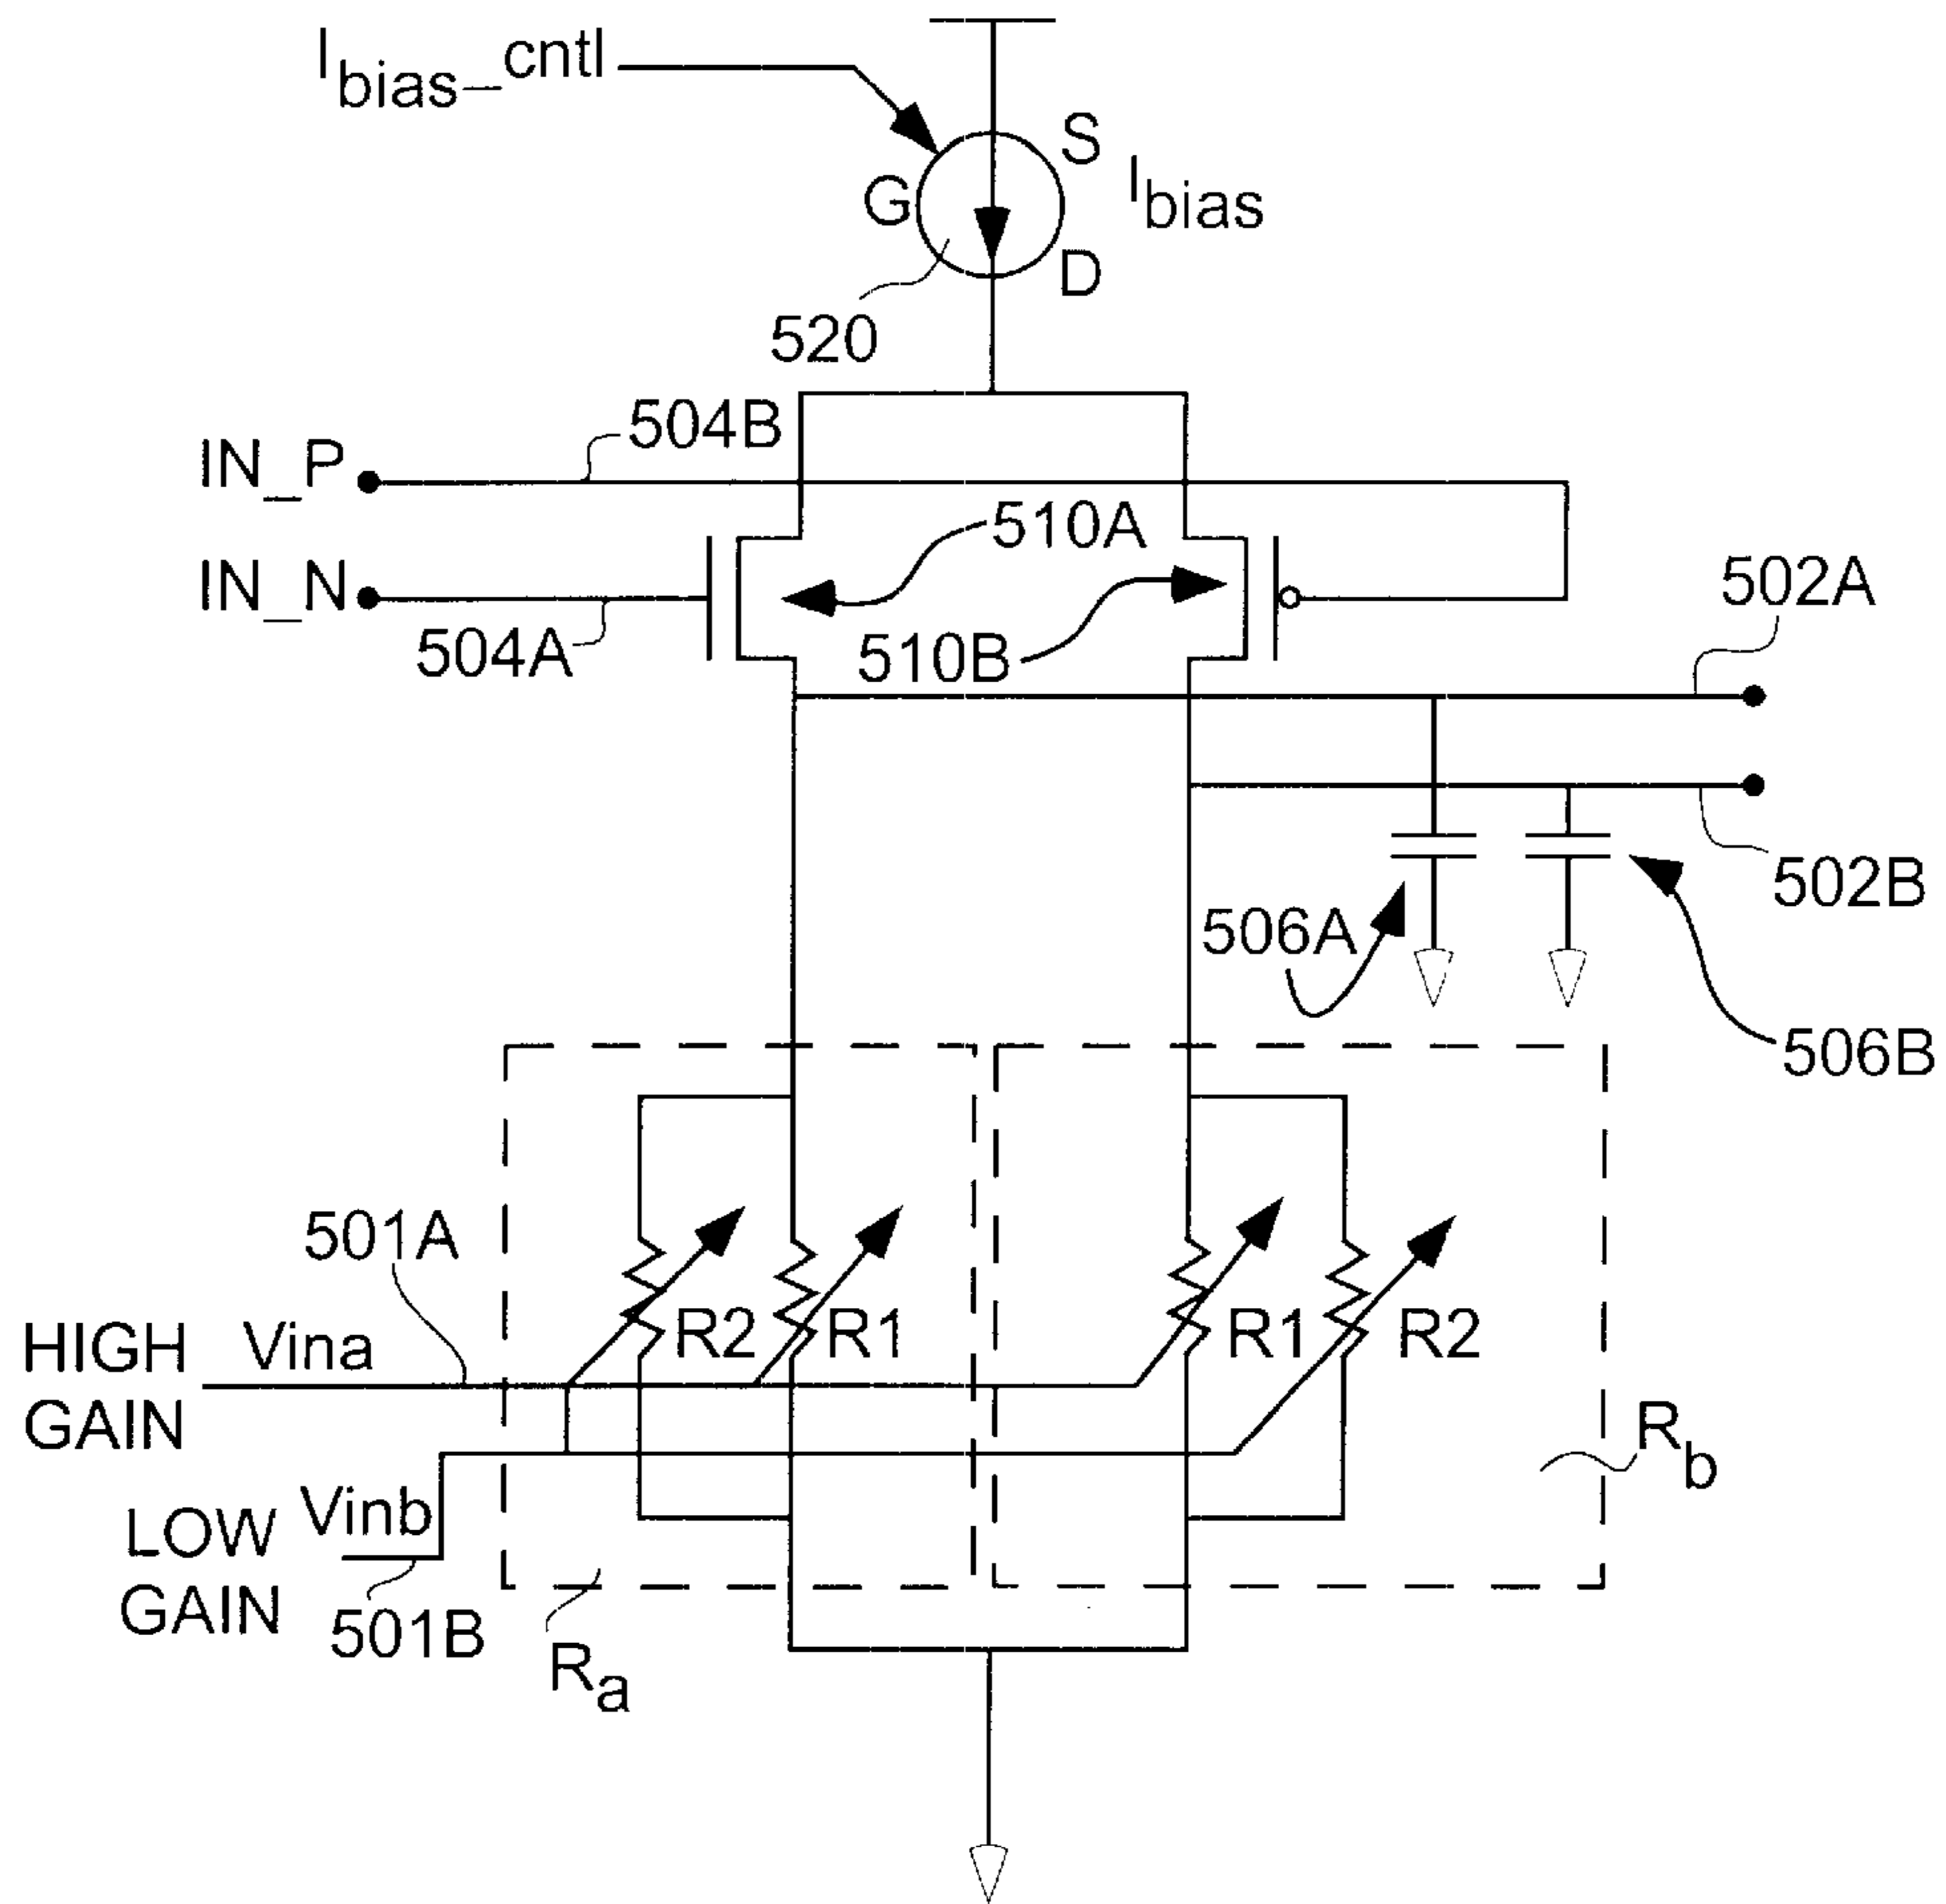 Ibias_cntl
S
Ibias
G
D
520
504B
IN_P
510A
IN_N
502A
504A
510B
502B
506A
506B
501A
R2
R1
R1
R2
HIGH GAIN
Vina
Rb
Vinb
LOW GAIN
501B
Ra